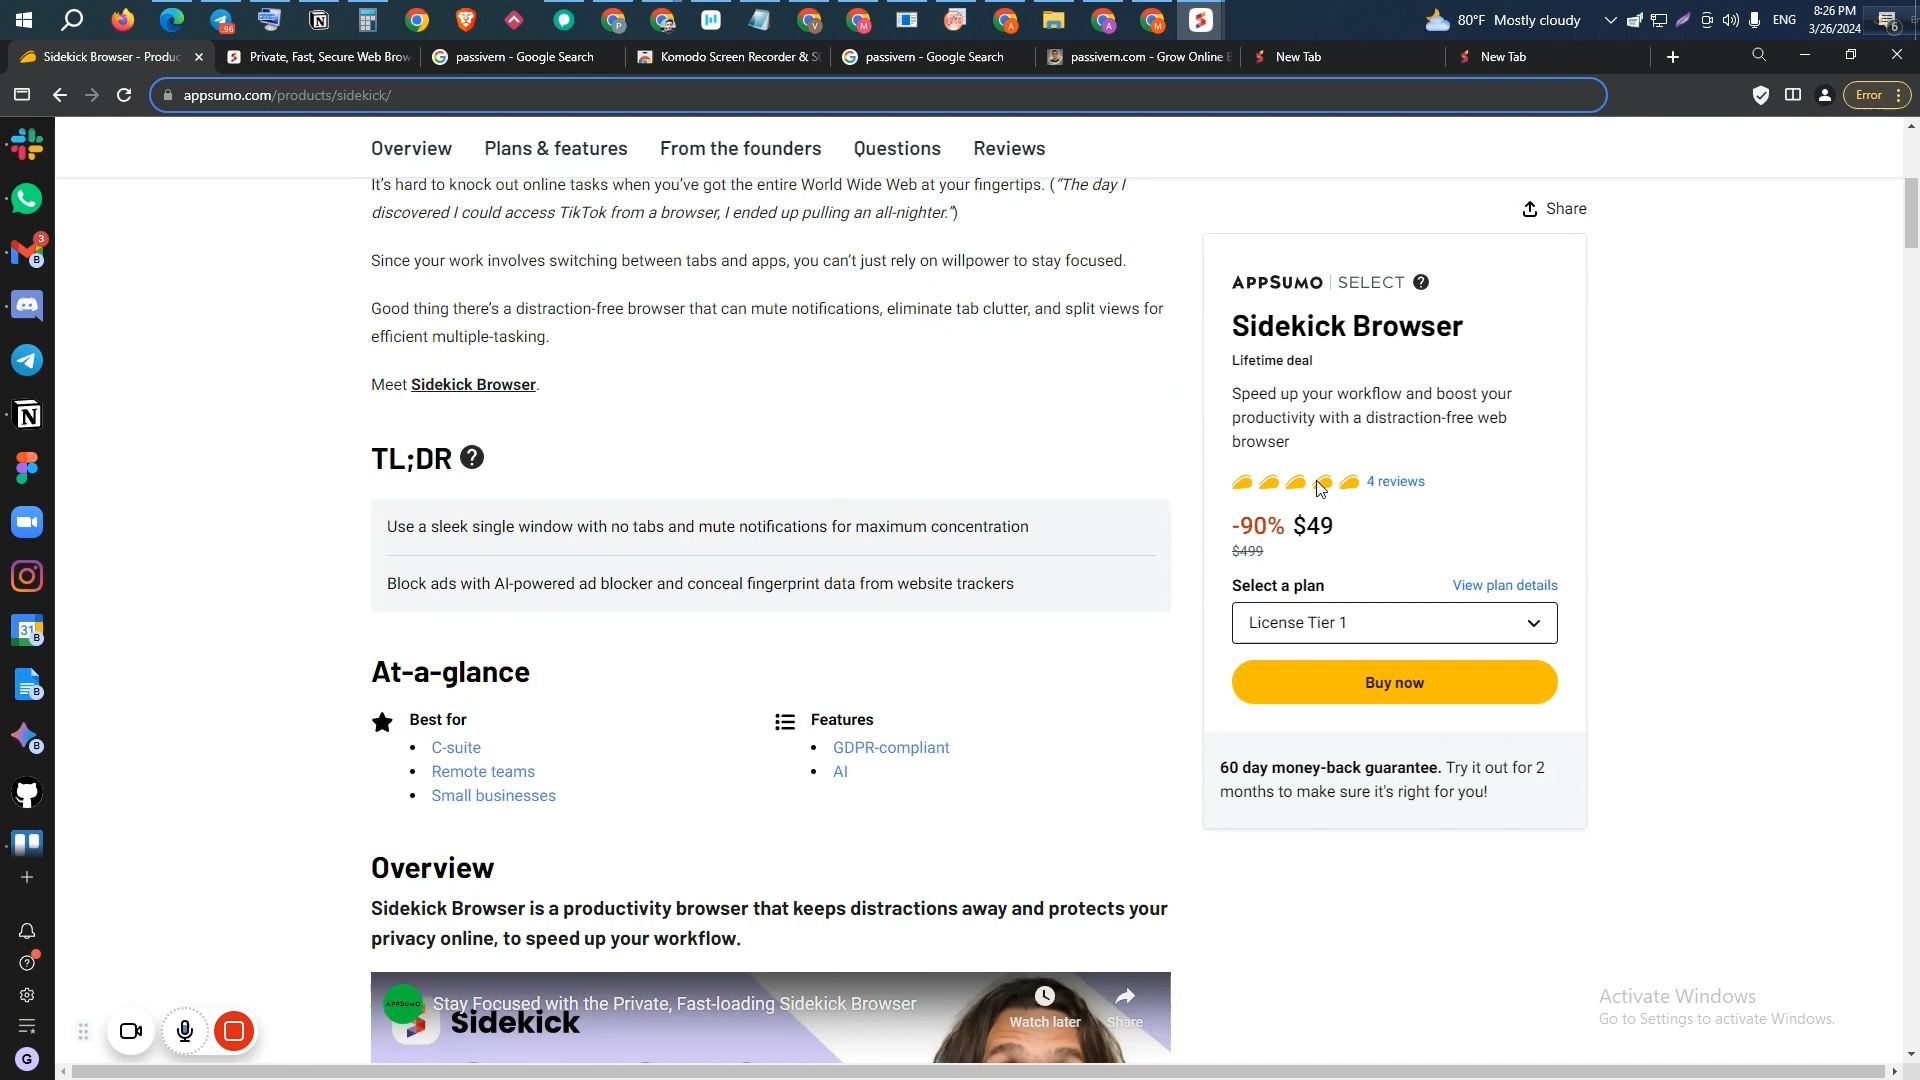 96
80°F Mostly cloudy
ENG
8:26 PM
3/26/2024
6
Sidekick Browser - Produc
Private, Fast, Secure Web Brow
passivern - Google Search
Komodo Screen Recorder & S
passivern - Google Search
passivern.com - Grow Online B
New Tab
New Tab
appsumo.com/products/sidekick/
Error
Overview
Plans & features
From the founders
Questions
Reviews
It's hard to knock out online tasks when you've got the entire World Wide Web at your fingertips. (“The day I
discovered I could access TikTok from a browser, I ended up pulling an all-nighter.”)
Since your work involves switching between tabs and apps, you can’t just rely on willpower to stay focused.
Good thing there’s a distraction-free browser that can mute notifications, eliminate tab clutter, and split views for
efficient multiple-tasking.
Meet Sidekick Browser.
TL;DR ?
Use a sleek single window with no tabs and mute notifications for maximum concentration
Block ads with AI-powered ad blocker and conceal fingerprint data from website trackers
At-a-glance
Best for
• C-suite
• Remote teams
• Small businesses
Features
• GDPR-compliant
• AI
Overview
Sidekick Browser is a productivity browser that keeps distractions away and protects your
privacy online, to speed up your workflow.
APPSUMO
Stay Focused with the Private, Fast-loading Sidekick Browser
Sidekick
Watch later
Share
Share
APPSUMO | SELECT ?
Sidekick Browser
Lifetime deal
Speed up your workflow and boost your
productivity with a distraction-free web
browser
4 reviews
-90% $49
$499
Select a plan
View plan details
License Tier 1
Buy now
60 day money-back guarantee. Try it out for 2
months to make sure it's right for you!
Activate Windows
Go to Settings to activate Windows.
3
B
N
31
B
B
B
G